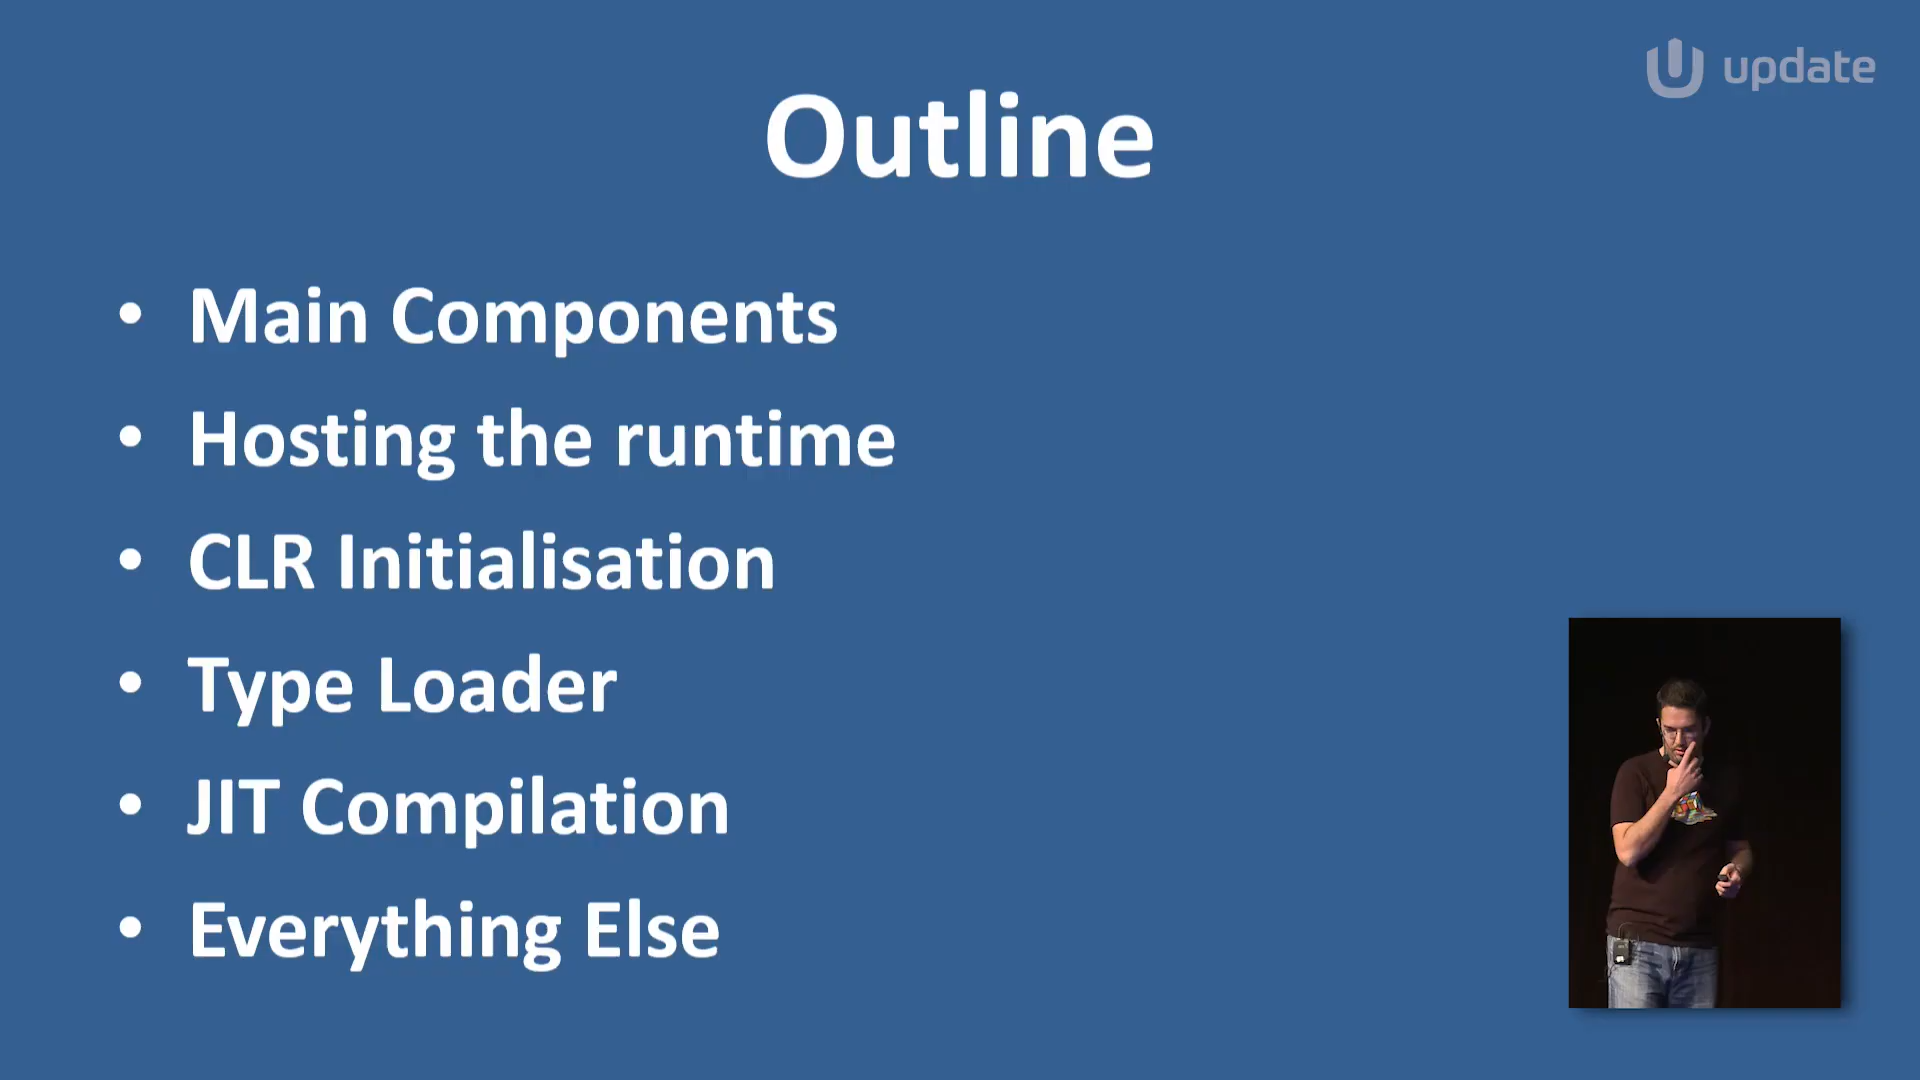 update
Outline
• Main Components
• Hosting the runtime
• CLR Initialisation
• Type Loader
• JIT Compilation
• Everything Else